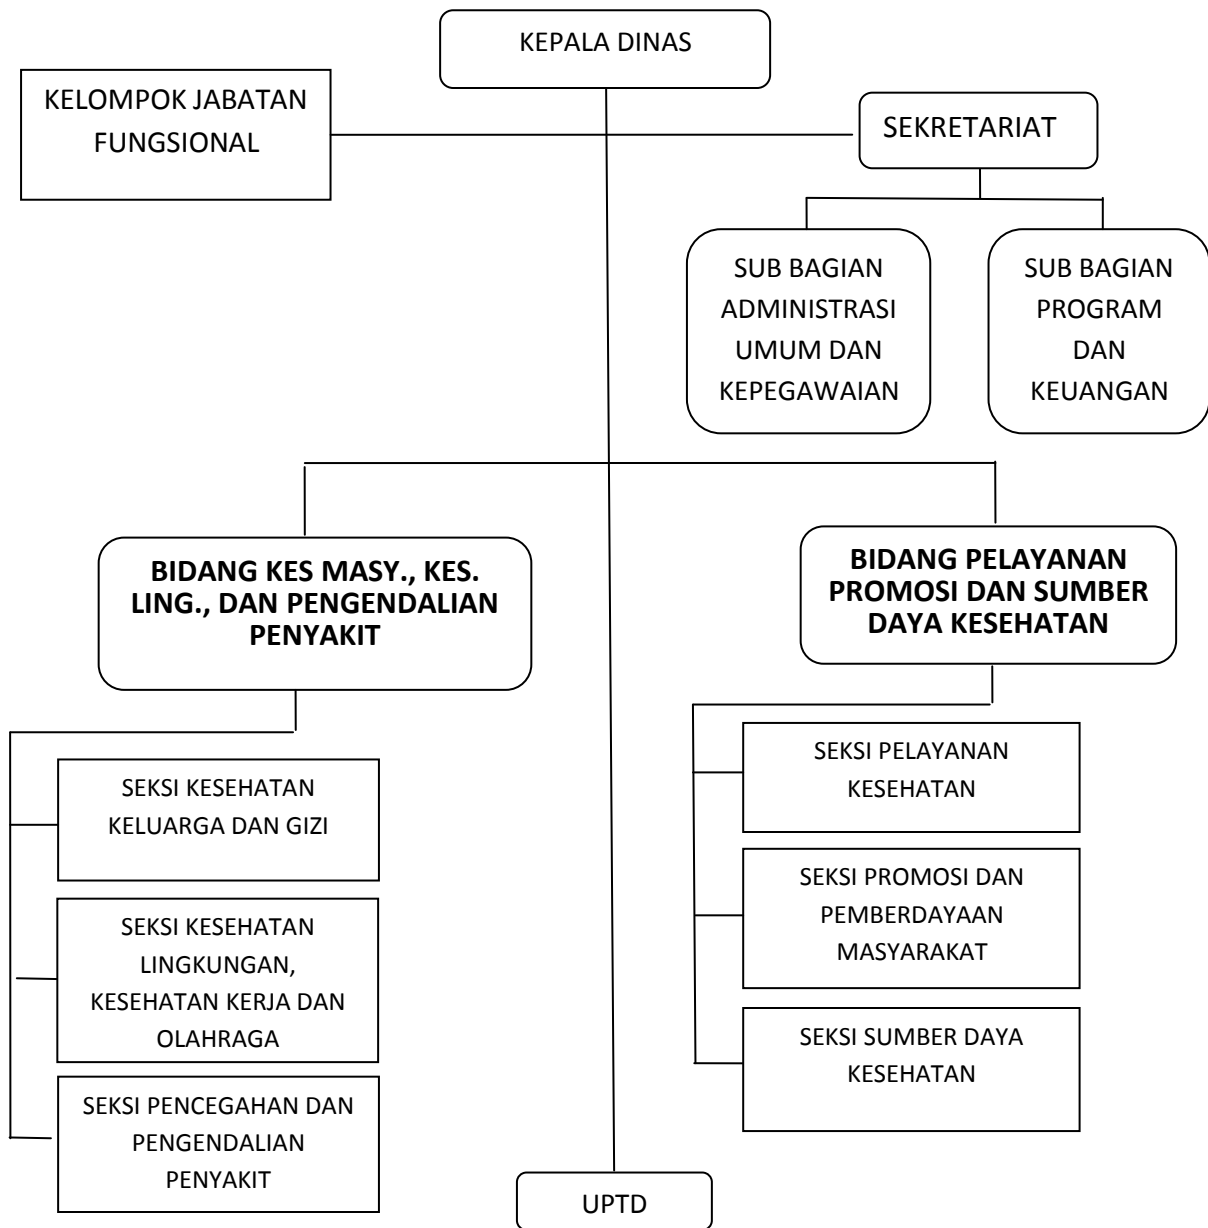 KEPALA DINAS
KELOMPOK JABATAN
FUNGSIONAL
SEKRETARIAT
SUB BAGIAN
ADMINISTRASI
UMUM DAN
KEPEGAWAIAN
SUB BAGIAN
PROGRAM
DAN
KEUANGAN
BIDANG KES MASY., KES.
LING., DAN PENGENDALIAN
PENYAKIT
BIDANG PELAYANAN
PROMOSI DAN SUMBER
DAYA KESEHATAN
SEKSI KESEHATAN
KELUARGA DAN GIZI
SEKSI KESEHATAN
LINGKUNGAN,
KESEHATAN KERJA DAN
OLAHRAGA
SEKSI PENCEGAHAN DAN
PENGENDALIAN
PENYAKIT
SEKSI PELAYANAN
KESEHATAN
SEKSI PROMOSI DAN
PEMBERDAYAAN
MASYARAKAT
SEKSI SUMBER DAYA
KESEHATAN
UPTD